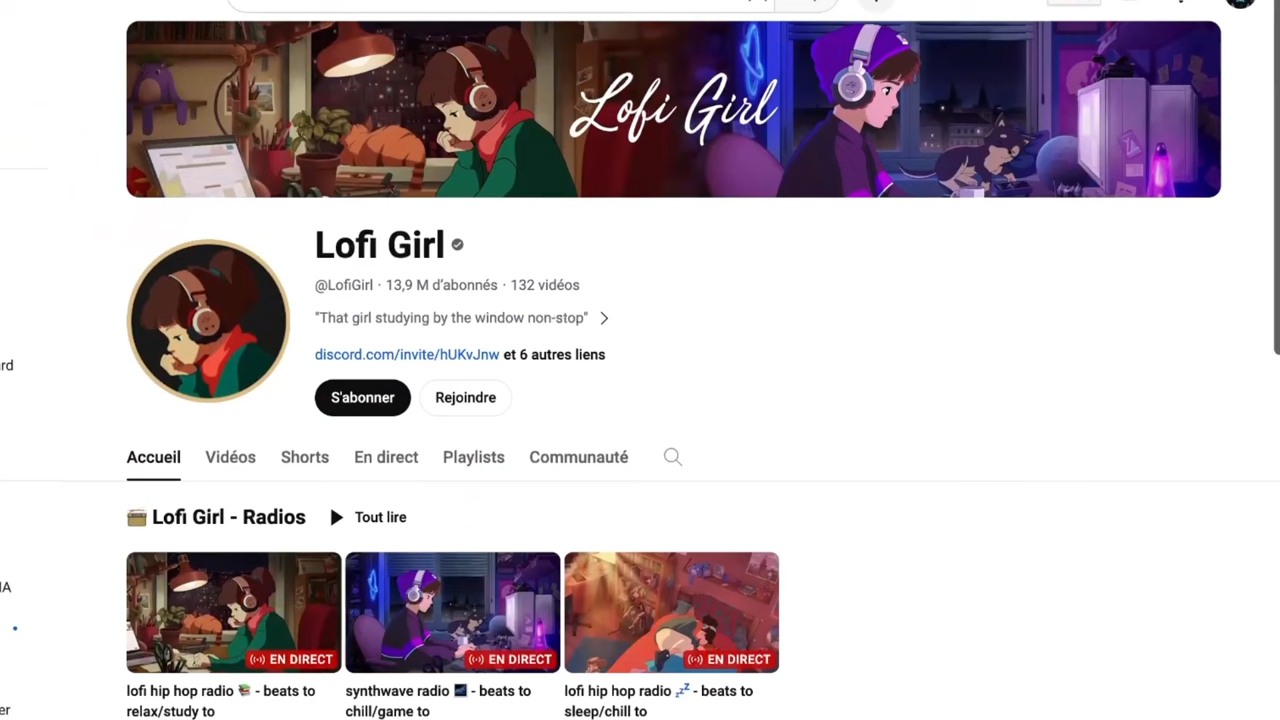 Lofi Girl
Lofi Girl
@LofiGirl · 13,9 M d’abonnés · 132 vidéos
"That girl studying by the window non-stop"
discord.com/invite/hUKvJnw et 6 autres liens
S'abonner Rejoindre
Accueil Vidéos Shorts En direct Playlists Communauté
Lofi Girl - Radios Tout lire
EN DIRECT EN DIRECT EN DIRECT
lofi hip hop radio 📚 - beats to relax/study to
synthwave radio 🌌 - beats to chill/game to
lofi hip hop radio 💤 - beats to sleep/chill to